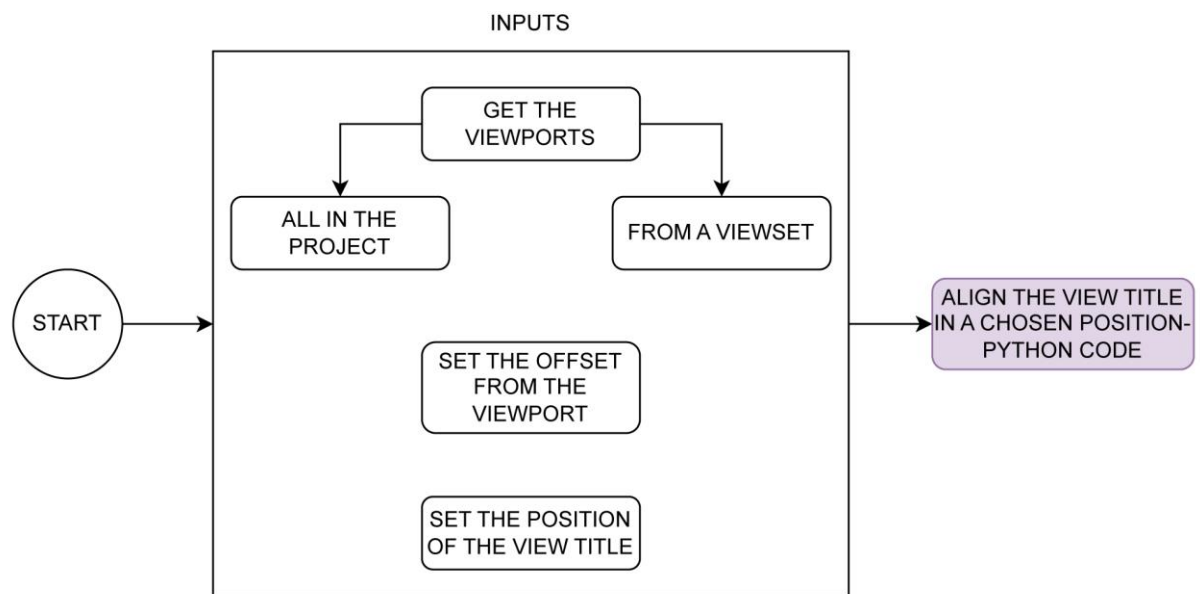 INPUTS
GET THE
VIEWPORTS
ALL IN THE
PROJECT
FROM A VIEWSET
START
SET THE OFFSET
FROM THE
VIEWPORT
SET THE POSITION
OF THE VIEW TITLE
ALIGN THE VIEW TITLE
IN A CHOSEN POSITION-
PYTHON CODE